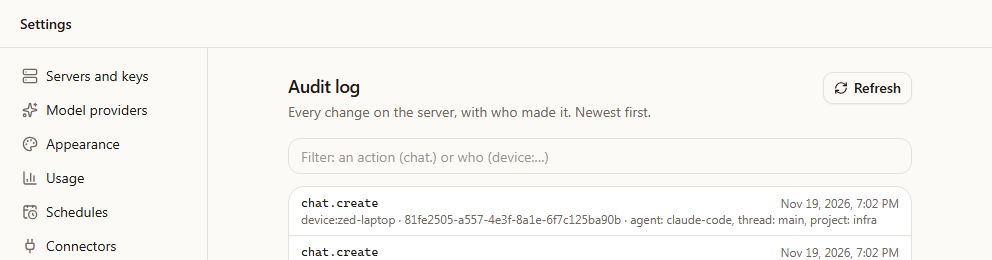 Settings
Servers and keys
Model providers
Appearance
Usage
Schedules
Connectors
Audit log
Refresh
Every change on the server, with who made it. Newest first.
Filter: an action (chat.) or who (device:...)
chat.create Nov 19, 2026, 7:02 PM
device:zed-laptop · 81fe2505-a557-4e3f-8a1e-6f7c125ba90b · agent: claude-code, thread: main, project: infra
chat.create Nov 19, 2026, 7:02 PM